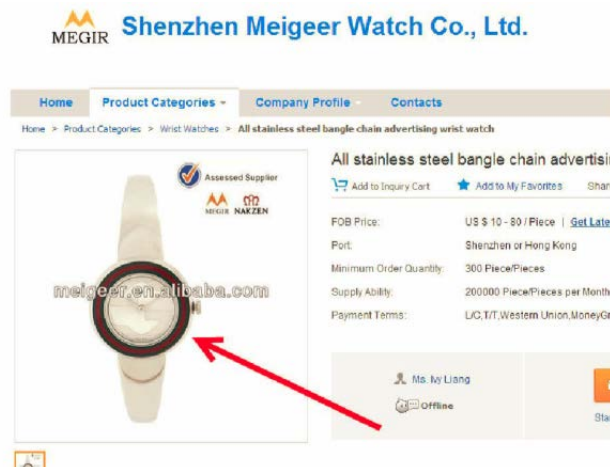 MEGIR
Shenzhen Meigeer Watch Co., Ltd.
Home Product Categories Company Profile Contacts
Home > Product Categories > Wrist Watches > All stainless steel bangle chain advertising wrist watch
All stainless steel bangle chain advertisi
Assessed Supplier
MEGIR NAKZEN
Add to Inquiry Cart Add to My Favorites Shar
FOB Price: US $ 10 - 80 / Piece | Get Late
Port: Shenzhen or Hong Kong
Minimum Order Quantity: 300 Piece/Pieces
meigeer.en.alibaba.com
Supply Ability: 200000 Piece/Pieces per Month
Payment Terms: L/C,T/T,Western Union,MoneyGr
Ms. Ivy Liang
Offline
Sta